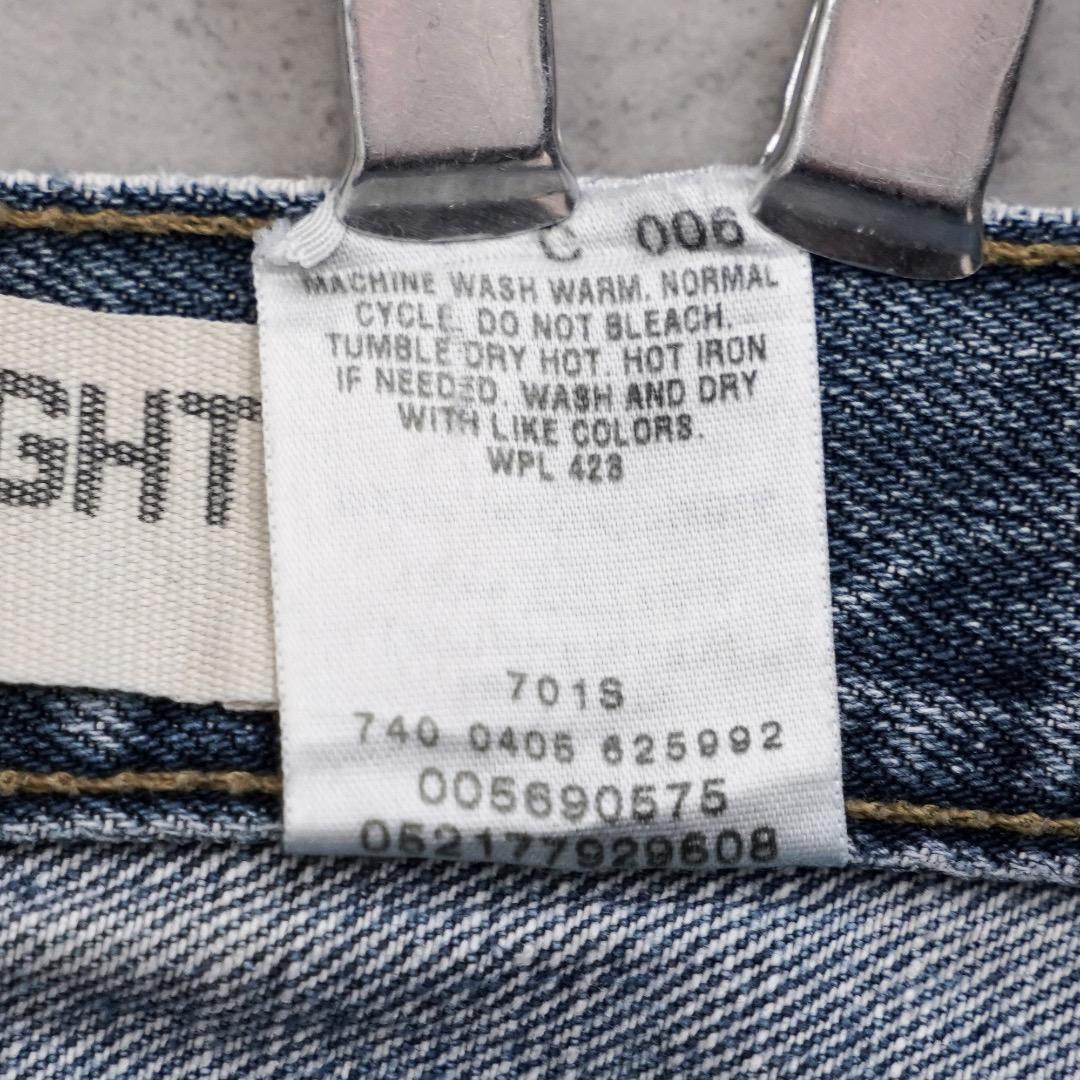 C 006
MACHINE WASH WARM. NORMAL
CYCLE. DO NOT BLEACH.
TUMBLE DRY HOT. HOT IRON
IF NEEDED. WASH AND DRY
WITH LIKE COLORS.
WPL 423
GHT
701S
740 0405 625992
005690575
052177929608